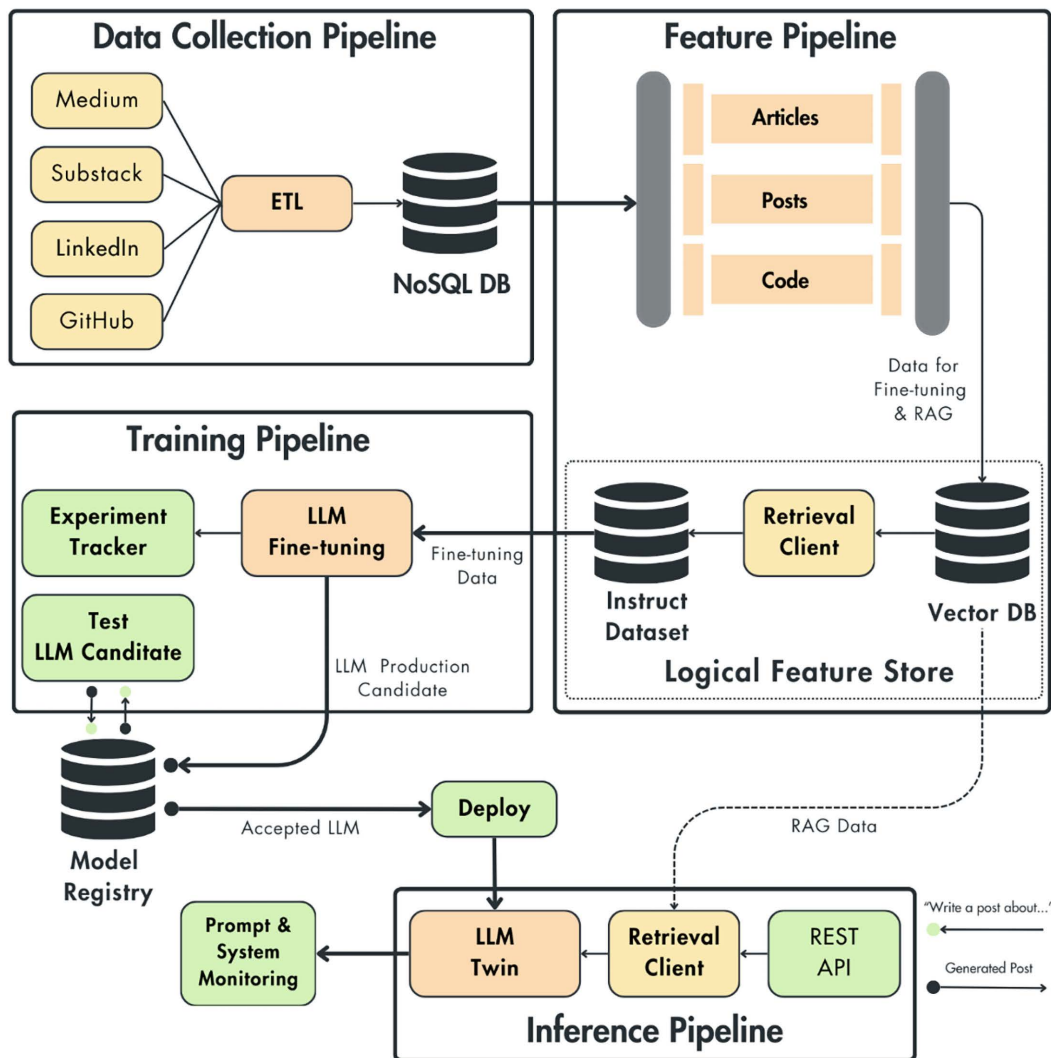 Data Collection Pipeline
Medium
Substack
LinkedIn
GitHub
ETL
NoSQL DB
Feature Pipeline
Articles
Posts
Code
Data for
Fine-tuning
& RAG
Training Pipeline
Experiment
Tracker
LLM
Fine-tuning
Fine-tuning
Data
Test
LLM Canditate
LLM Production
Candidate
Instruct
Dataset
Retrieval
Client
Vector DB
Logical Feature Store
Model
Registry
Accepted LLM
Deploy
RAG Data
Prompt &
System
Monitoring
LLM
Twin
Retrieval
Client
REST
API
Inference Pipeline
"Write a post about..."
Generated Post